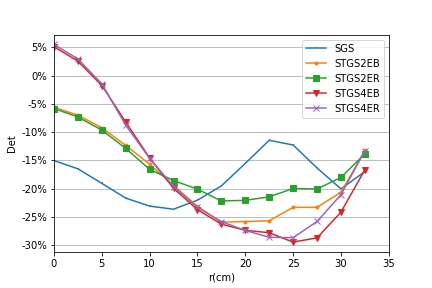 5%
0%
-5%
-10%
-15%
-20%
-25%
-30%
Det
SGS
STGS2EB
STGS2ER
STGS4EB
STGS4ER
0 5 10 15 20 25 30 35
r(cm)